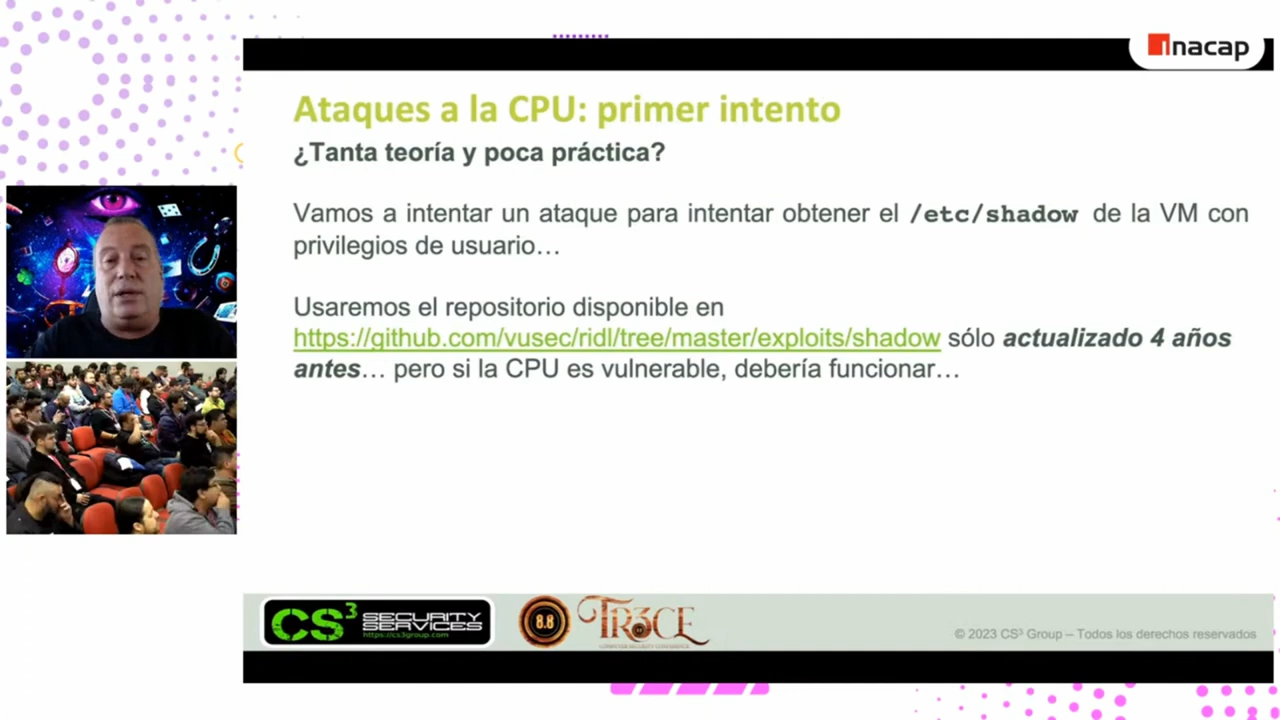 inacap
Ataques a la CPU: primer intento
¿Tanta teoría y poca práctica?
Vamos a intentar un ataque para intentar obtener el /etc/shadow de la VM con
privilegios de usuario…
Usaremos el repositorio disponible en
https://github.com/vusec/ridl/tree/master/exploits/shadow sólo actualizado 4 años
antes… pero si la CPU es vulnerable, debería funcionar…
CS³ SECURITY
SERVICES
https://cs3group.com
8.8
TR3CE
COMPUTER SECURITY CONFERENCE
© 2023 CS³ Group – Todos los derechos reservados